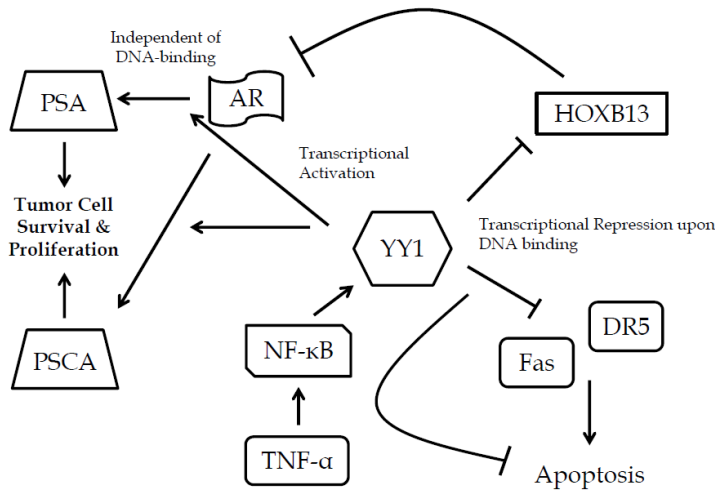 Independent of
DNA-binding
PSA
AR
HOXB13
Transcriptional
Activation
Tumor Cell
Survival &
Proliferation
YY1
Transcriptional Repression upon
DNA binding
PSCA
NF-κB
DR5
Fas
TNF-α
Apoptosis